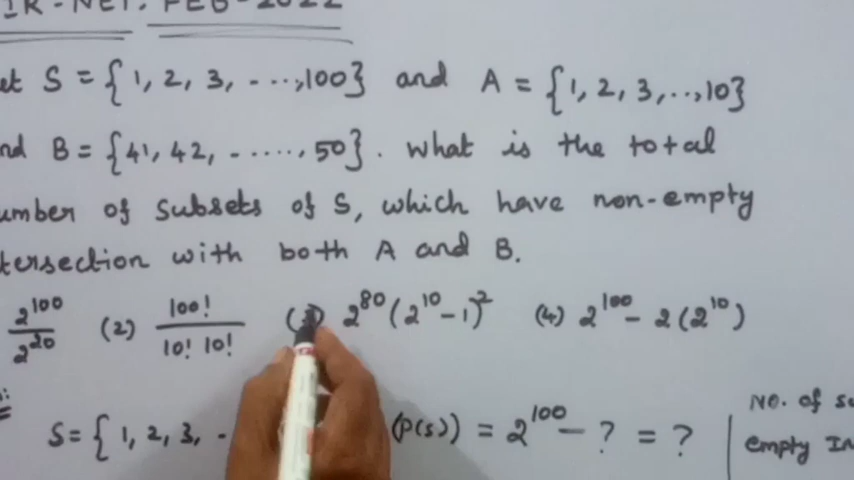 IR-NET. FEB-2022
et S = {1, 2, 3, - ..., 100} and A = {1, 2, 3, .., 10}
nd B = {41, 42, - ....., 50}. What is the total
umber of subsets of S, which have non-empty
tersection with both A and B.
2^100/2^20 (2) 100!/10! 10! (3) 2^80 (2^10 - 1)^2 (4) 2^100 - 2(2^10)
S = {1, 2, 3, - (P(S)) = 2^100 - ? = ?
No. of s
empty In